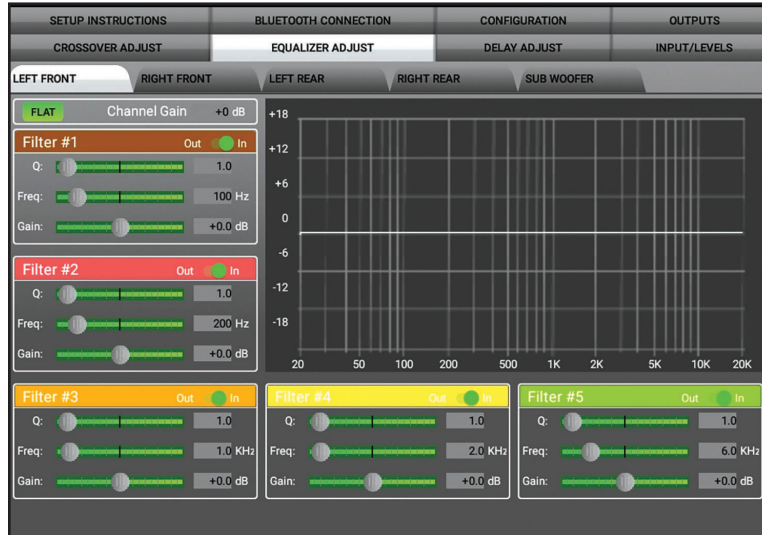 SETUP INSTRUCTIONS BLUETOOTH CONNECTION CONFIGURATION OUTPUTS
CROSSOVER ADJUST EQUALIZER ADJUST DELAY ADJUST INPUT/LEVELS
LEFT FRONT RIGHT FRONT LEFT REAR RIGHT REAR SUB WOOFER
FLAT Channel Gain +0 dB
Filter #1 Out In
Q: 1.0
Freq: 100 Hz
Gain: +0.0 dB
Filter #2 Out In
Q: 1.0
Freq: 200 Hz
Gain: +0.0 dB
+18
+12
+6
0
-6
-12
-18
20 50 100 200 500 1K 2K 5K 10K 20K
Filter #3 Out In
Q: 1.0
Freq: 1.0 KHz
Gain: +0.0 dB
Filter #4 Out In
Q: 1.0
Freq: 2.0 KHz
Gain: +0.0 dB
Filter #5 Out In
Q: 1.0
Freq: 6.0 KHz
Gain: +0.0 dB